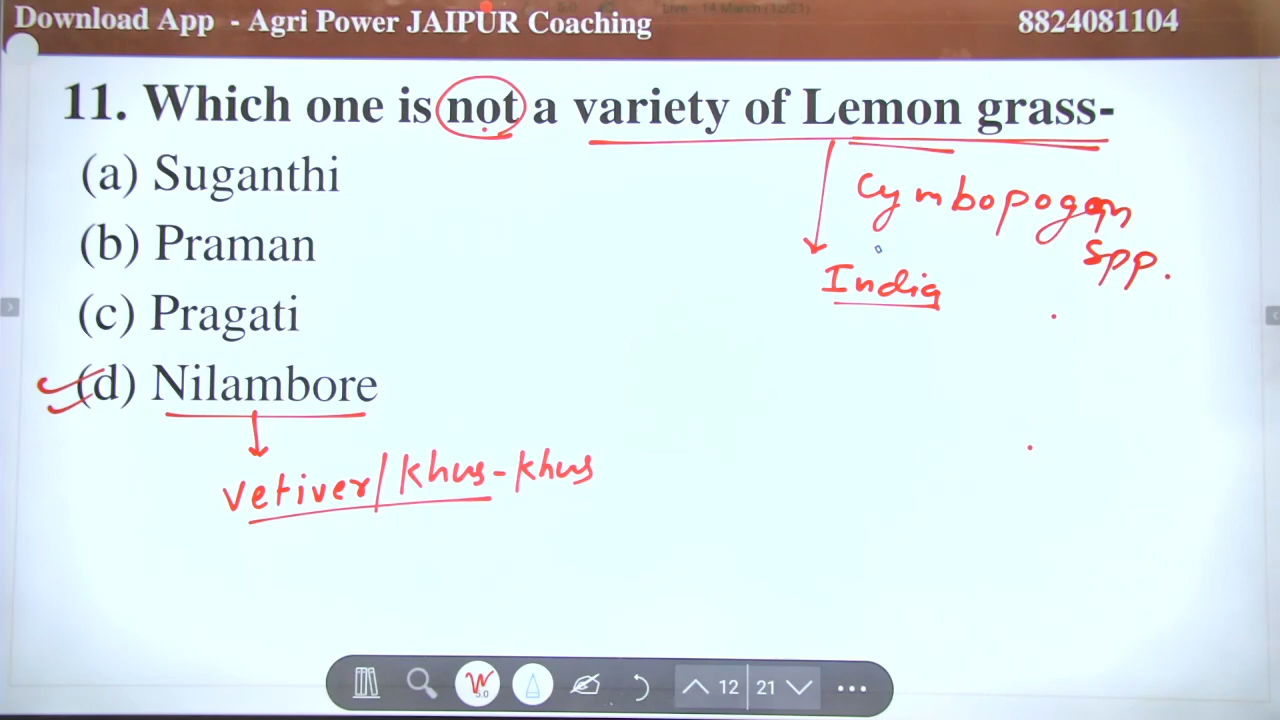 Download App - Agri Power JAIPUR Coaching
8824081104
11. Which one is not a variety of Lemon grass-
(a) Suganthi
(b) Praman
(c) Pragati
(d) Nilambore
Cymbopogon
Spp.
India
Vetiver/Khus-Khus
12 21